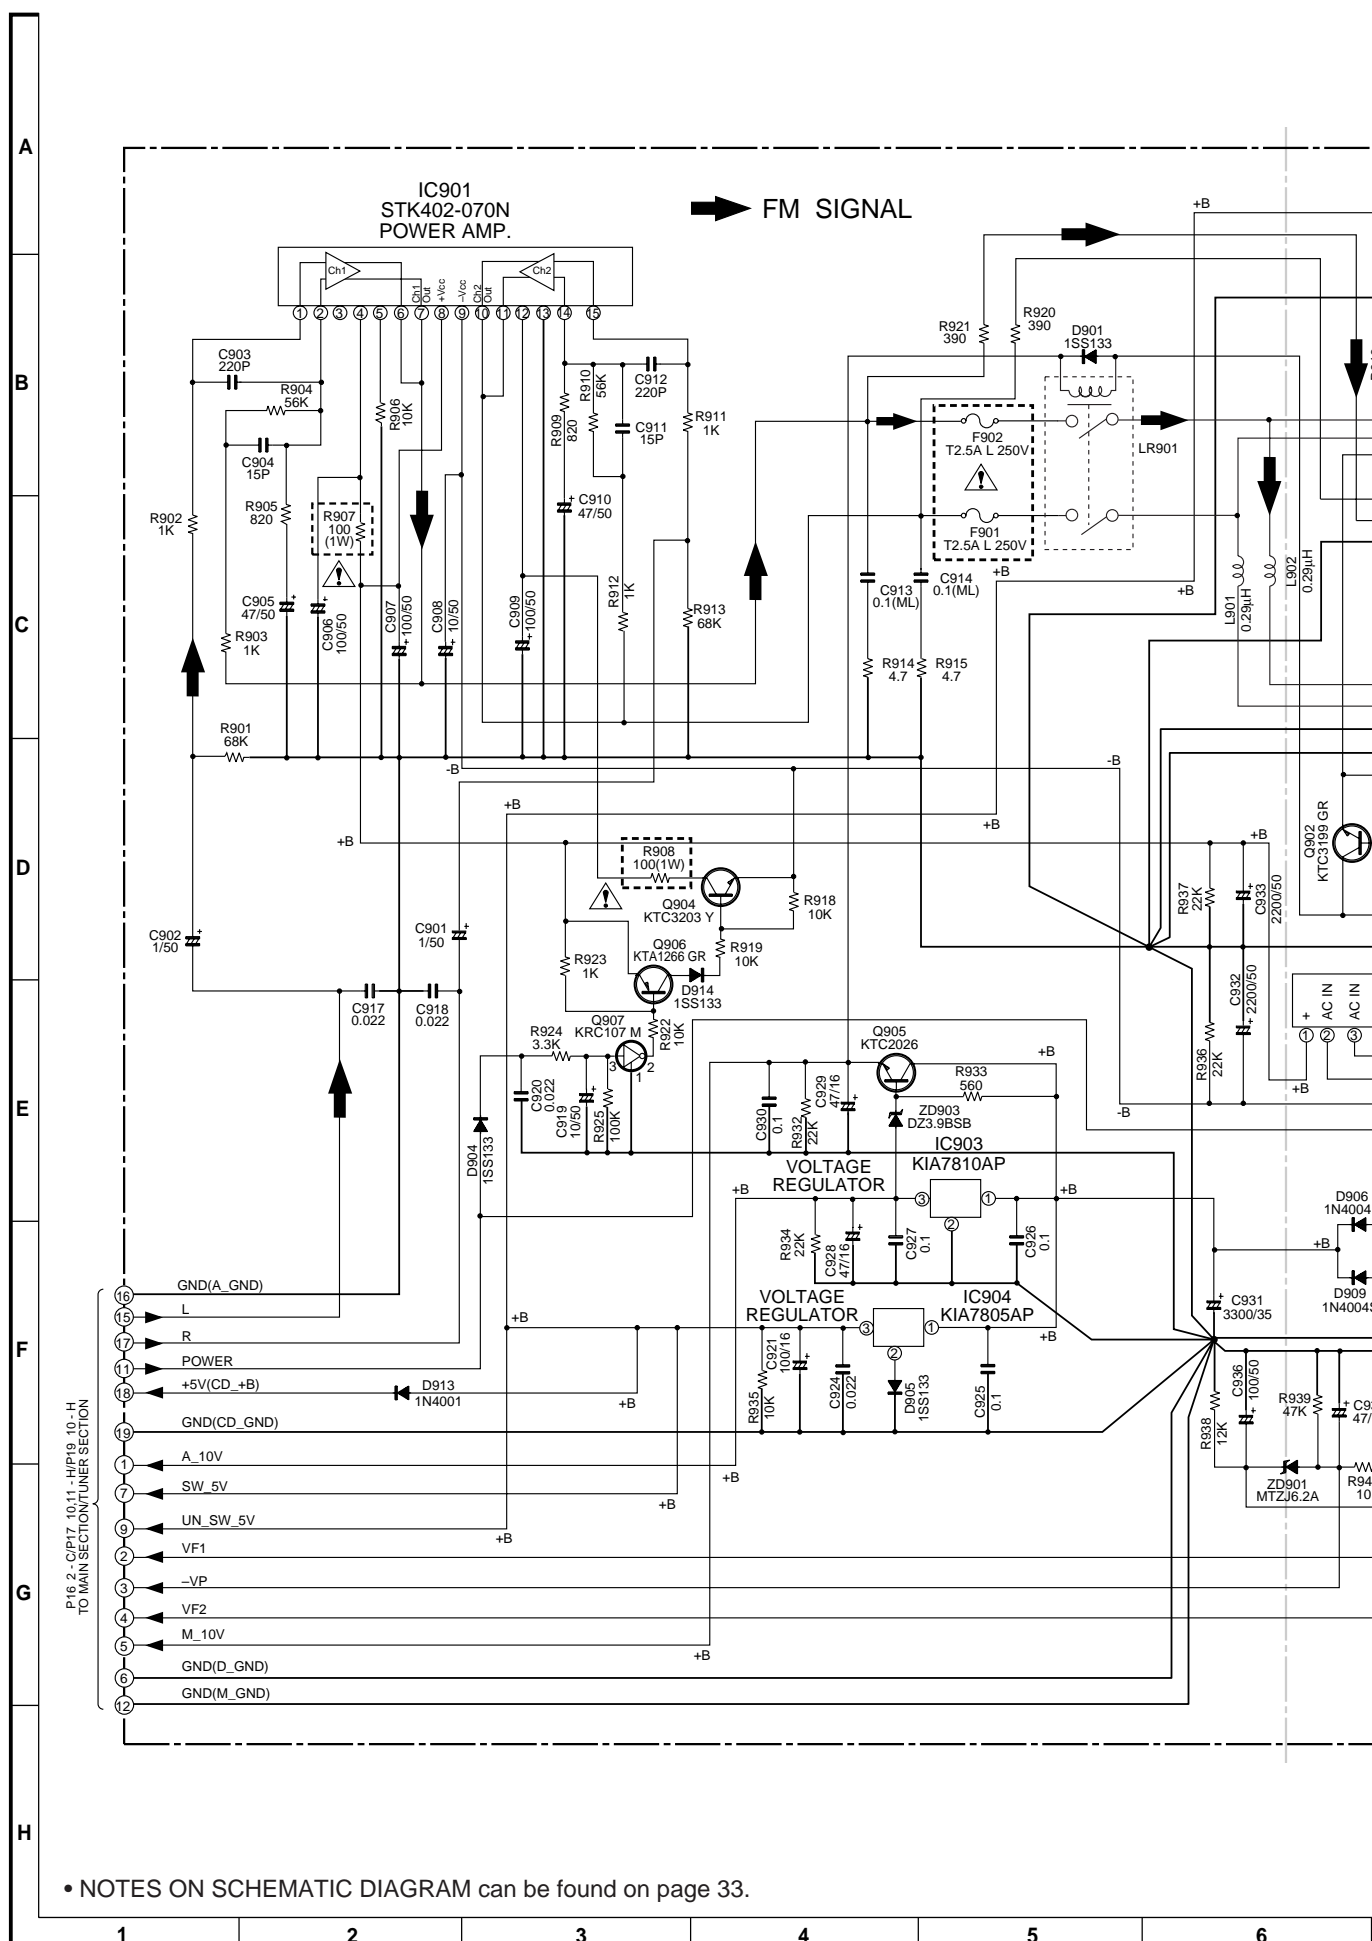 A
B
C
D
E
F
G
H
IC901
STK402-070N
POWER AMP.
FM SIGNAL
+B
Ch1
Ch2
Ch1
Out
+Vcc
–Vcc
Ch2
Out
1 2 3 4 5 6 7 8 9 10 11 12 13 14 15
R921
390
R920
390
D901
1SS133
C903
220P
R904
56K
R906
10K
R910
56K
C912
220P
R909
820
C911
15P
R911
1K
C904
15P
F902
T2.5A L 250V
LR901
R902
1K
R905
820
R907
100
(1W)
C910
47/50
F901
T2.5A L 250V
+B
+B
C905
47/50
C906
100/50
C907
100/50
C908
10/50
C909
100/50
R912
1K
C913
0.1(ML)
C914
0.1(ML)
L901
0.29µH
L902
0.29µH
R903
1K
R913
68K
R914
4.7
R915
4.7
R901
68K
-B
-B
+B
+B
+B
+B
R908
100(1W)
Q902
KTC3199 GR
Q904
KTC3203 Y
R918
10K
R937
22K
C933
2200/50
C902
1/50
C901
1/50
R923
1K
Q906
KTA1266 GR
R919
10K
D914
1SS133
C932
2200/50
+
AC IN
AC IN
1 2 3
C917
0.022
C918
0.022
R924
3.3K
Q907
KRC107 M
3
2
1
R922
10K
Q905
KTC2026
+B
R936
22K
+B
R933
560
C920
0.022
C919
10/50
R925
100K
C930
0.1
R932
22K
C929
47/16
ZD903
DZ3.9BSB
-B
D904
1SS133
VOLTAGE
REGULATOR
IC903
KIA7810AP
+B
3
1
2
+B
D906
1N4004
R934
22K
C928
47/16
C927
0.1
C926
0.1
+B
D909
1N4004S
VOLTAGE
REGULATOR
IC904
KIA7805AP
+B
3
1
2
+B
C931
3300/35
16
GND(A_GND)
15
L
17
R
11
POWER
18
+5V(CD_+B)
D913
1N4001
+B
R935
10K
C921
100/16
C924
0.022
D905
1SS133
C925
0.1
R938
12K
C936
100/50
R939
47K
47/
19
GND(CD_GND)
1
A_10V
+B
ZD901
MTZJ6.2A
R94
10
7
SW_5V
+B
9
UN_SW_5V
+B
2
VF1
3
–VP
4
VF2
5
M_10V
+B
6
GND(D_GND)
12
GND(M_GND)
P16 2 - C/P17 10,11 - H/P19 10 - H
TO MAIN SECTION/TUNER SECTION
• NOTES ON SCHEMATIC DIAGRAM can be found on page 33.
1 2 3 4 5 6